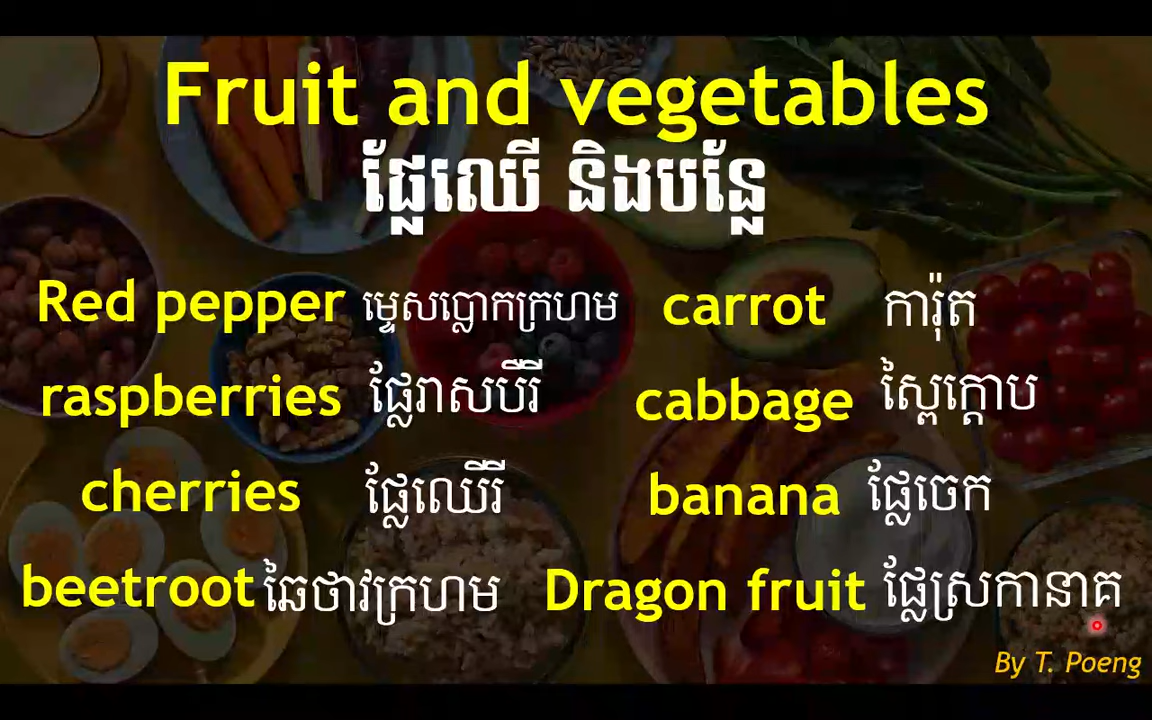 Fruit and vegetables
ផ្លែឈើ និងបន្លែ
Red pepper ម្ទេសប្លោកក្រហម carrot ការ៉ុត
raspberries ផ្លែរាសបឺរី cabbage ស្ពៃក្តោប
cherries ផ្លែឈើរី banana ផ្លែចេក
beetroot ឆៃថាវក្រហម Dragon fruit ផ្លែស្រកានាគ
By T. Poeng